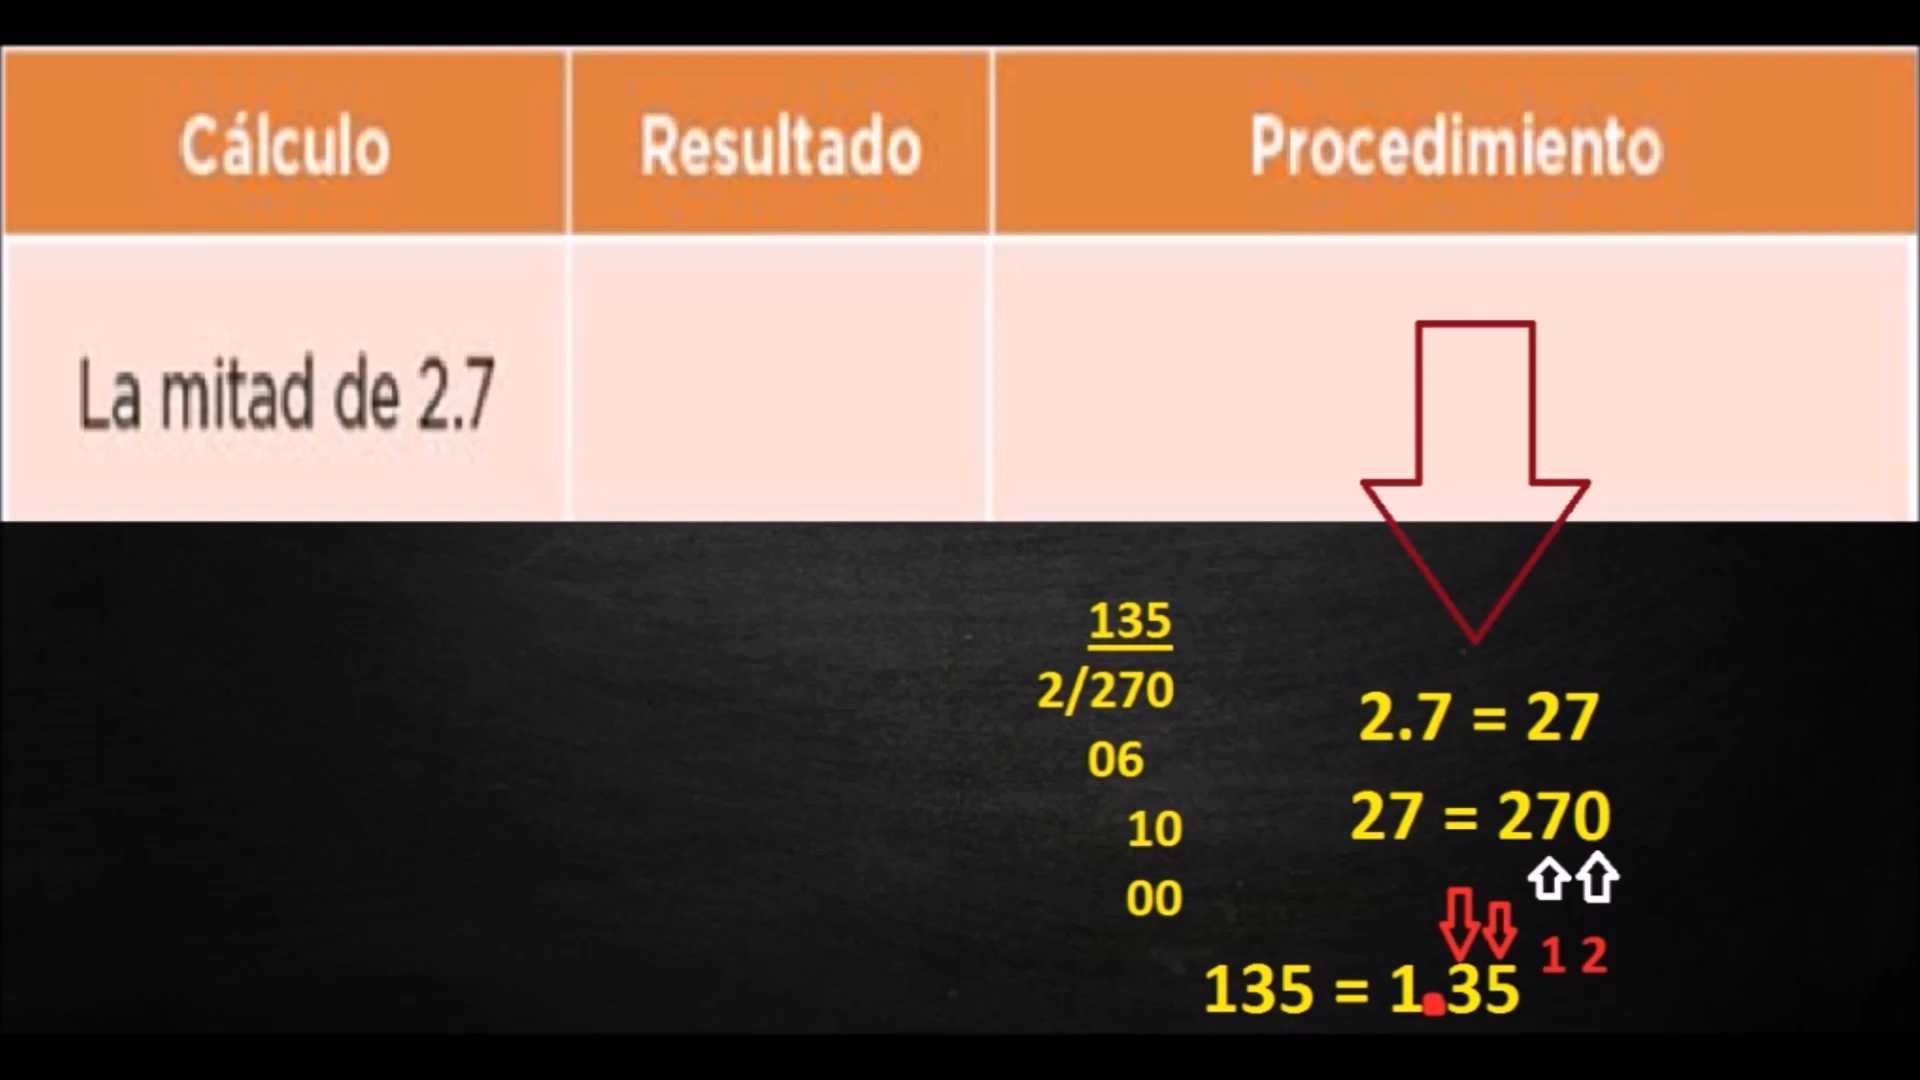 Cálculo Resultado Procedimiento
La mitad de 2.7
135
2/270
06
10
00
2.7 = 27
27 = 270
1 2
135 = 1.35